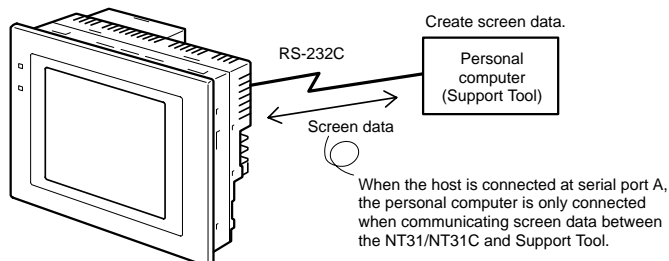 Create screen data.
RS-232C
Personal
computer
(Support Tool)
Screen data
When the host is connected at serial port A,
the personal computer is only connected
when communicating screen data between
the NT31/NT31C and Support Tool.